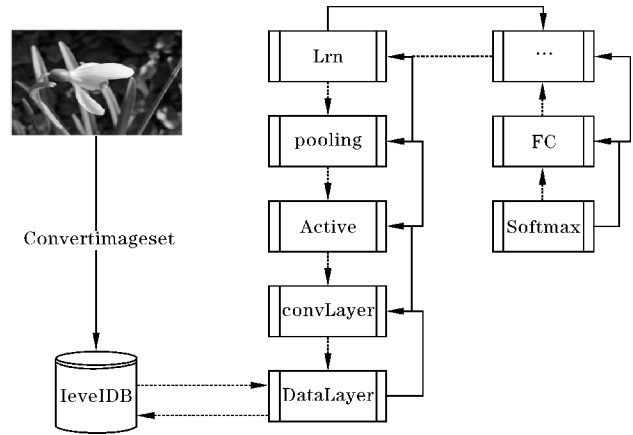 Lrn
...
pooling
FC
Active
Softmax
Convertimageset
convLayer
IeveIDB
DataLayer